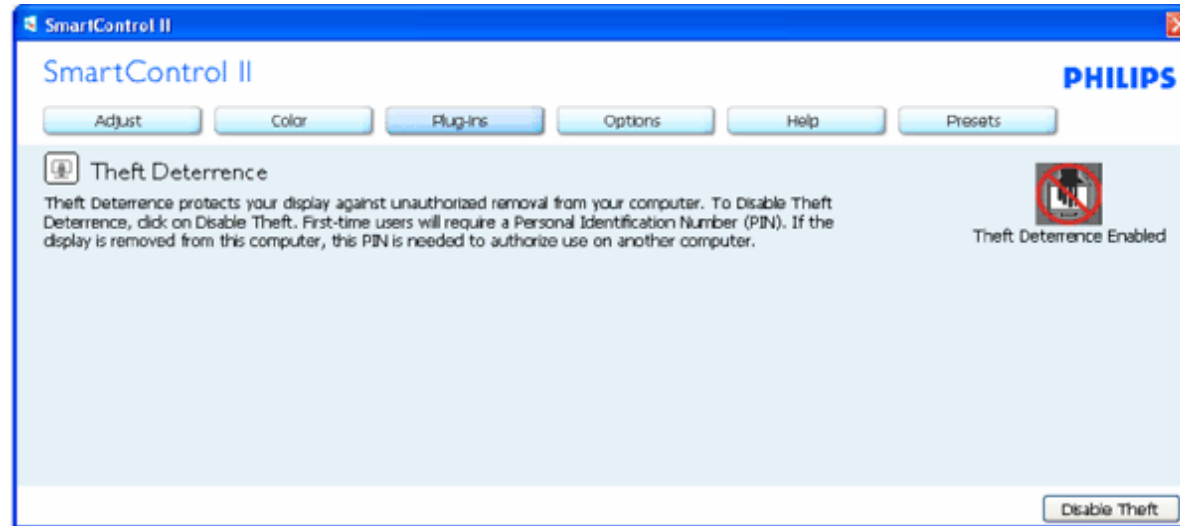 SmartControl II
SmartControl II
PHILIPS
Adjust Color Plug-Ins Options Help Presets
Theft Deterrence
Theft Deterrence protects your display against unauthorized removal from your computer. To Disable Theft
Deterrence, click on Disable Theft. First-time users will require a Personal Identification Number (PIN). If the
display is removed from this computer, this PIN is needed to authorize use on another computer.
Theft Deterrence Enabled
Disable Theft